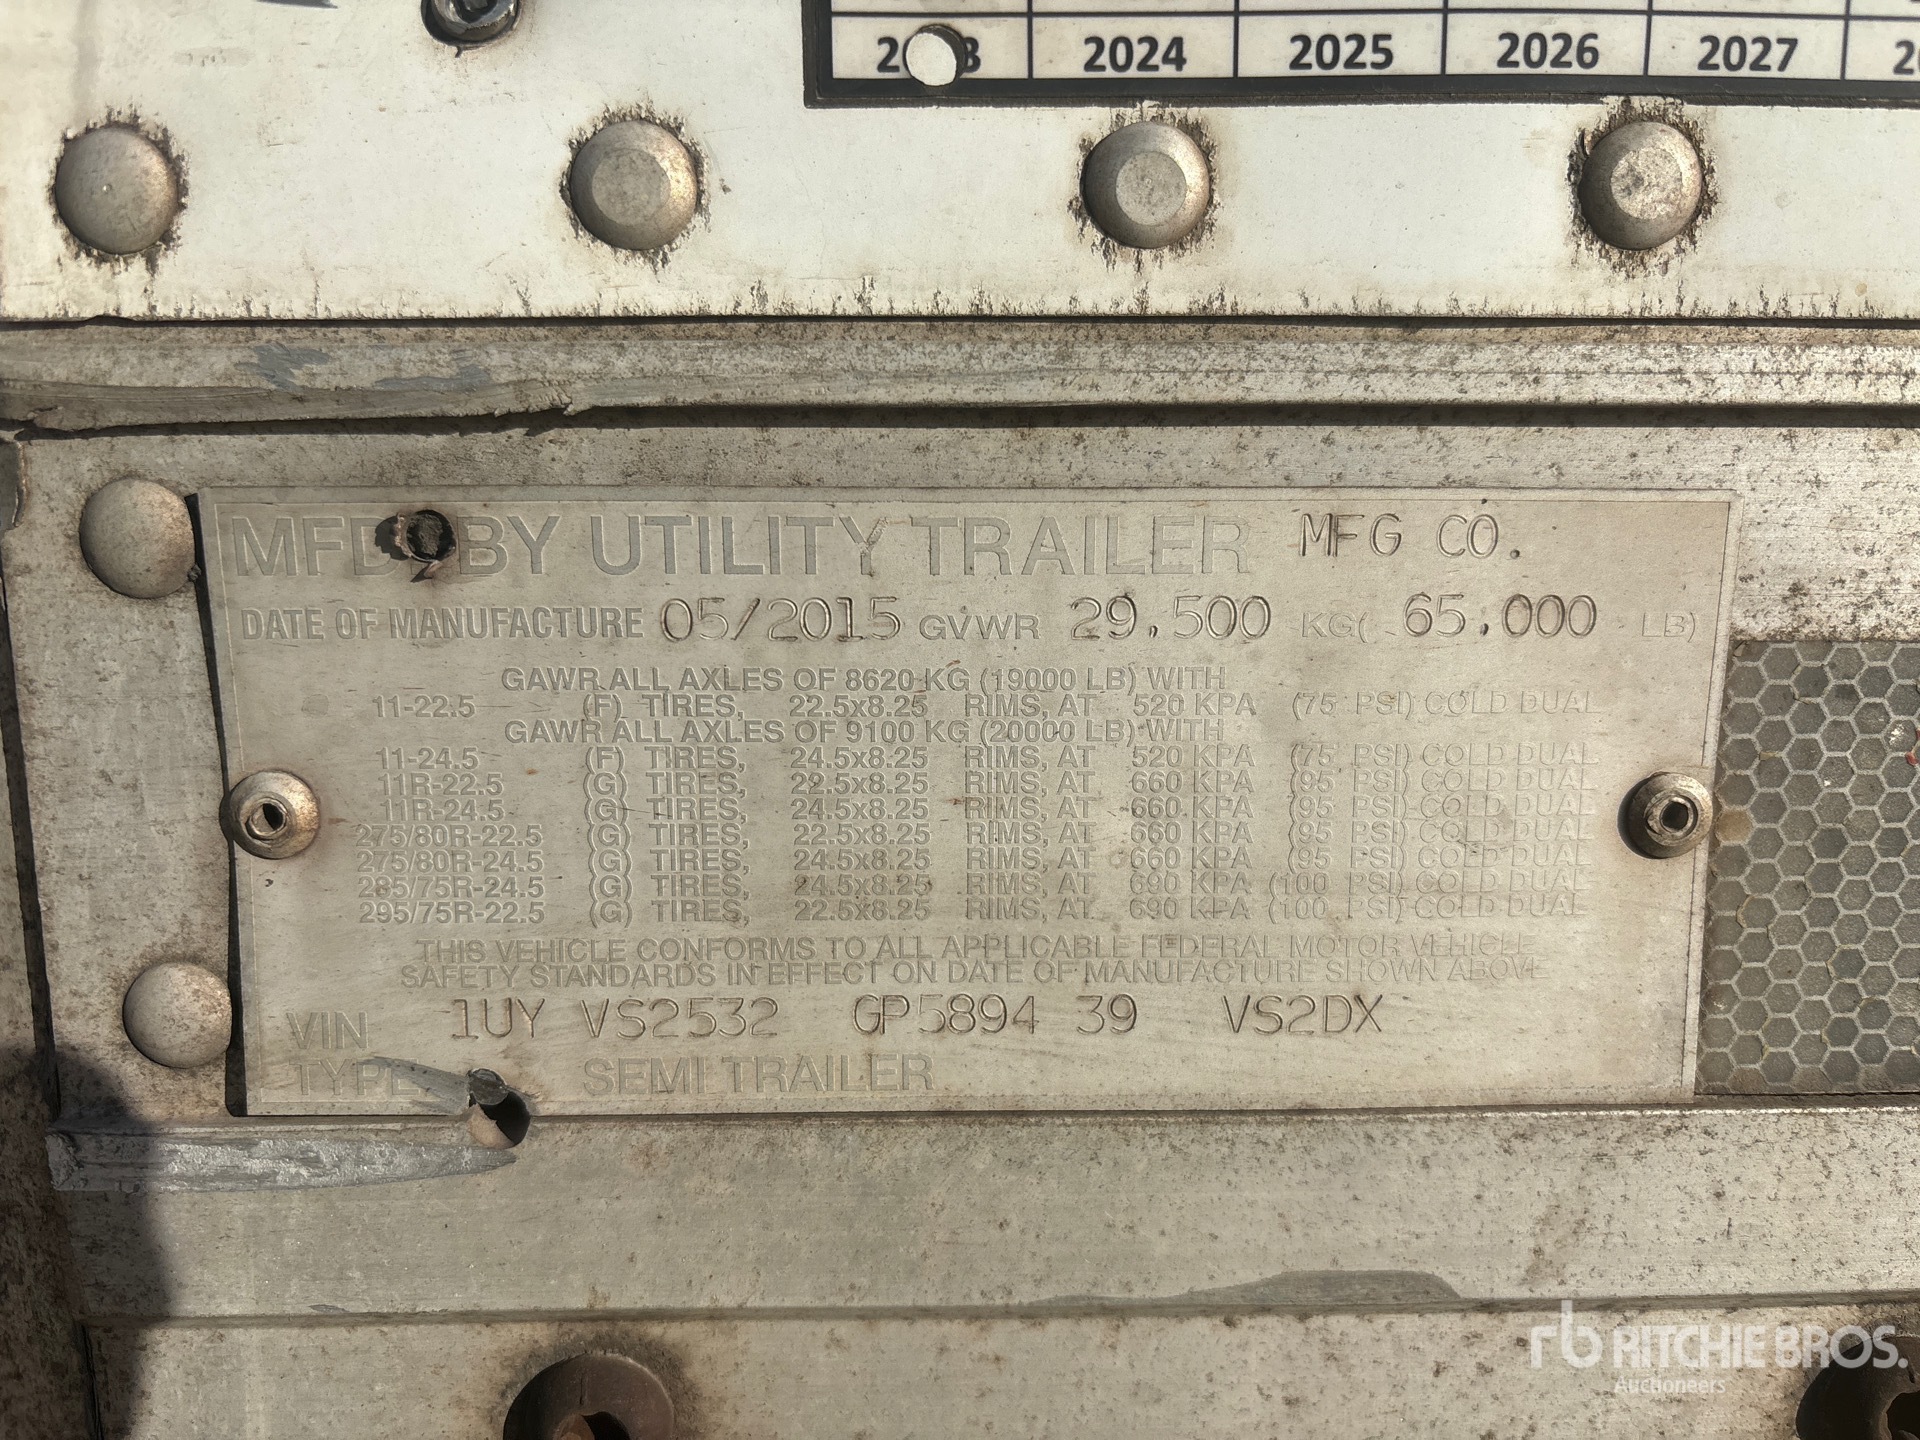 2024 2025 2026 2027
MFD BY UTILITY TRAILER MFG CO.
DATE OF MANUFACTURE 05/2015 GVWR 29,500 KG( 65,000 LB)
GAWR ALL AXLES OF 8620 KG (19000 LB) WITH
11-22.5 (F) TIRES, 22.5x8.25 RIMS, AT 520 KPA (75 PSI) COLD DUAL
GAWR ALL AXLES OF 9100 KG (20000 LB) WITH
11-24.5 (F) TIRES, 24.5x8.25 RIMS, AT 520 KPA (75 PSI) COLD DUAL
11R-22.5 (G) TIRES, 22.5x8.25 RIMS, AT 660 KPA (95 PSI) COLD DUAL
11R-24.5 (G) TIRES, 24.5x8.25 RIMS, AT 660 KPA (95 PSI) COLD DUAL
275/80R-22.5 (G) TIRES, 22.5x8.25 RIMS, AT 660 KPA (95 PSI) COLD DUAL
275/80R-24.5 (G) TIRES, 24.5x8.25 RIMS, AT 660 KPA (95 PSI) COLD DUAL
285/75R-24.5 (G) TIRES, 24.5x8.25 RIMS, AT 690 KPA (100 PSI) COLD DUAL
295/75R-22.5 (G) TIRES, 22.5x8.25 RIMS, AT 690 KPA (100 PSI) COLD DUAL
THIS VEHICLE CONFORMS TO ALL APPLICABLE FEDERAL MOTOR VEHICLE
SAFETY STANDARDS IN EFFECT ON DATE OF MANUFACTURE SHOWN ABOVE
VIN 1UY VS2532 GP5894 39 VS2DX
TYPE SEMI TRAILER
rb RITCHIE BROS.
Auctioneers